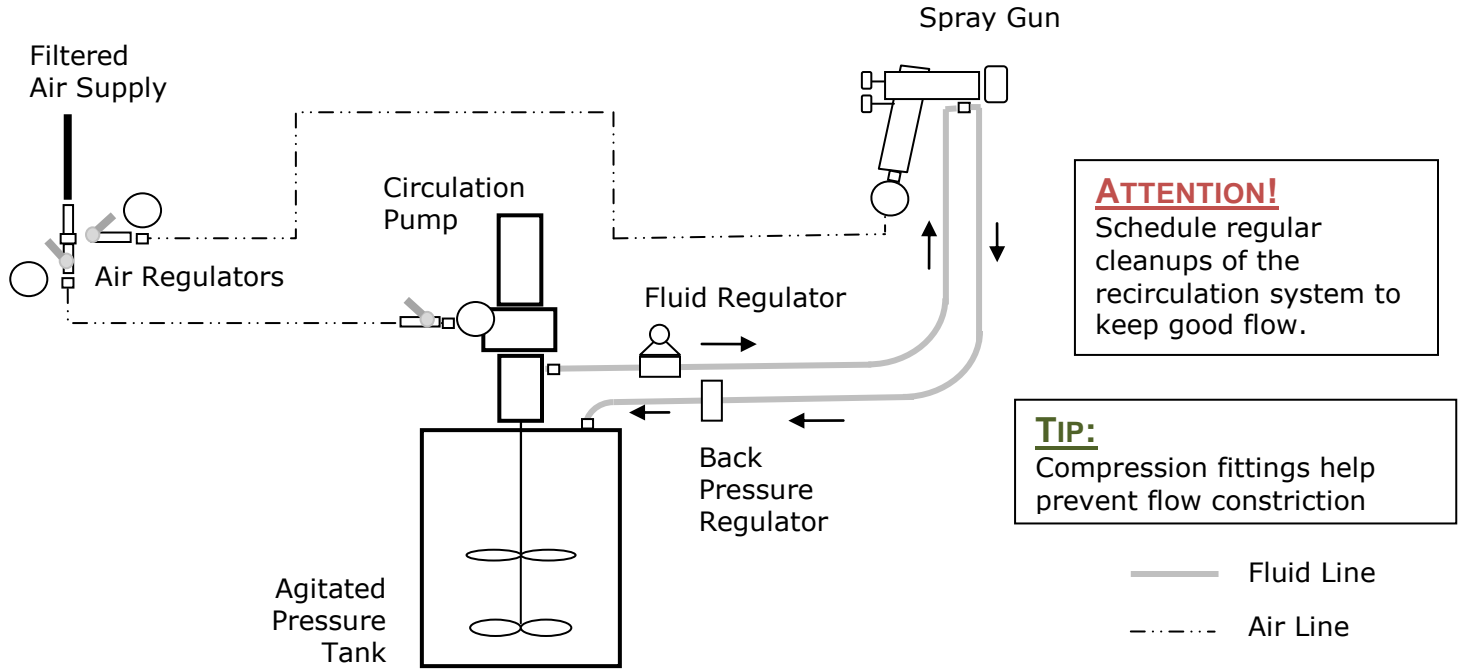 Spray Gun
Filtered
Air Supply
Circulation
Pump
Air Regulators
Fluid Regulator
ATTENTION!
Schedule regular
cleanups of the
recirculation system to
keep good flow.
TIP:
Compression fittings help
prevent flow constriction
Back
Pressure
Regulator
Agitated
Pressure
Tank
Fluid Line
Air Line